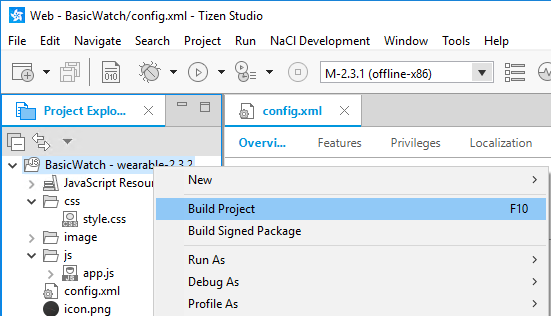 Web - BasicWatch/config.xml - Tizen Studio
File Edit Navigate Search Project Run NaCl Development Window Tools Help
010 M-2.3.1 (offline-x86)
Project Explo... config.xml
Overvi... Features Privileges Localization
BasicWatch - wearable-2.3.2
JavaScript Resour
css
style.css
image
js
app.js
config.xml
icon.png
New
Build Project F10
Build Signed Package
Run As
Debug As
Profile As